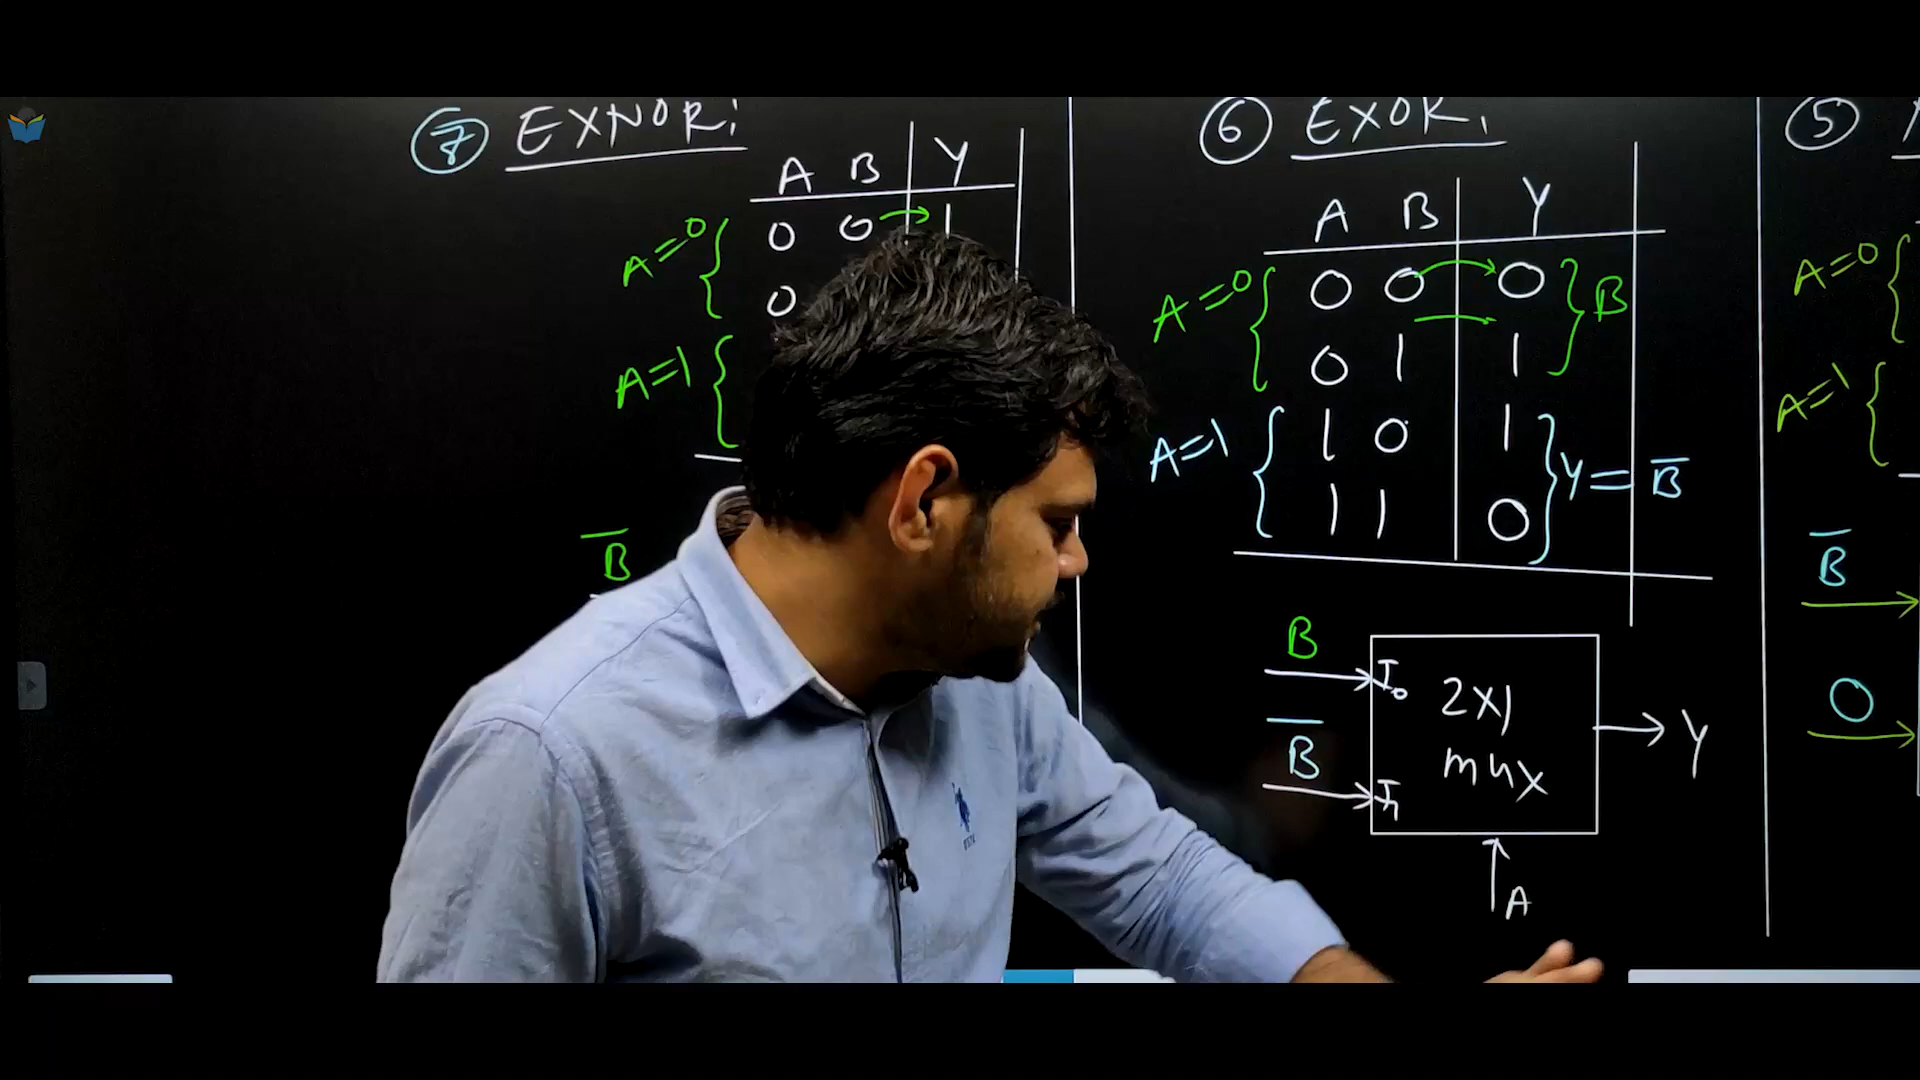 ⑦ EXNOR:
A B Y
A=0 { 0 0 1
0
A=1 {
B̅
⑥ EXOR:
A B Y
A=0 { 0 0 0 } B
0 1 1
A=1 { 1 0 1 } Y = B̅
1 1 0
B I₀ 2X1 mux Y
B̅ I₁
A
⑤
A=0 {
A=1 {
B̅
0